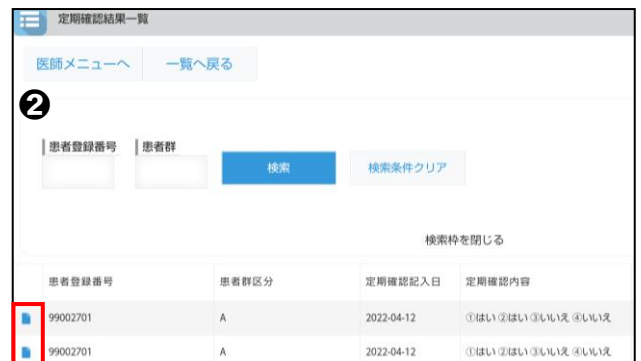 定期確認結果一覧
医師メニューへ 一覧へ戻る
❷
患者登録番号 患者群
検索 検索条件クリア
検索枠を閉じる
患者登録番号 患者群区分 定期確認記入日 定期確認内容
99002701 A 2022-04-12 ①はい ②はい ③いいえ ④いいえ
99002701 A 2022-04-12 ①はい ②はい ③いいえ ④いいえ